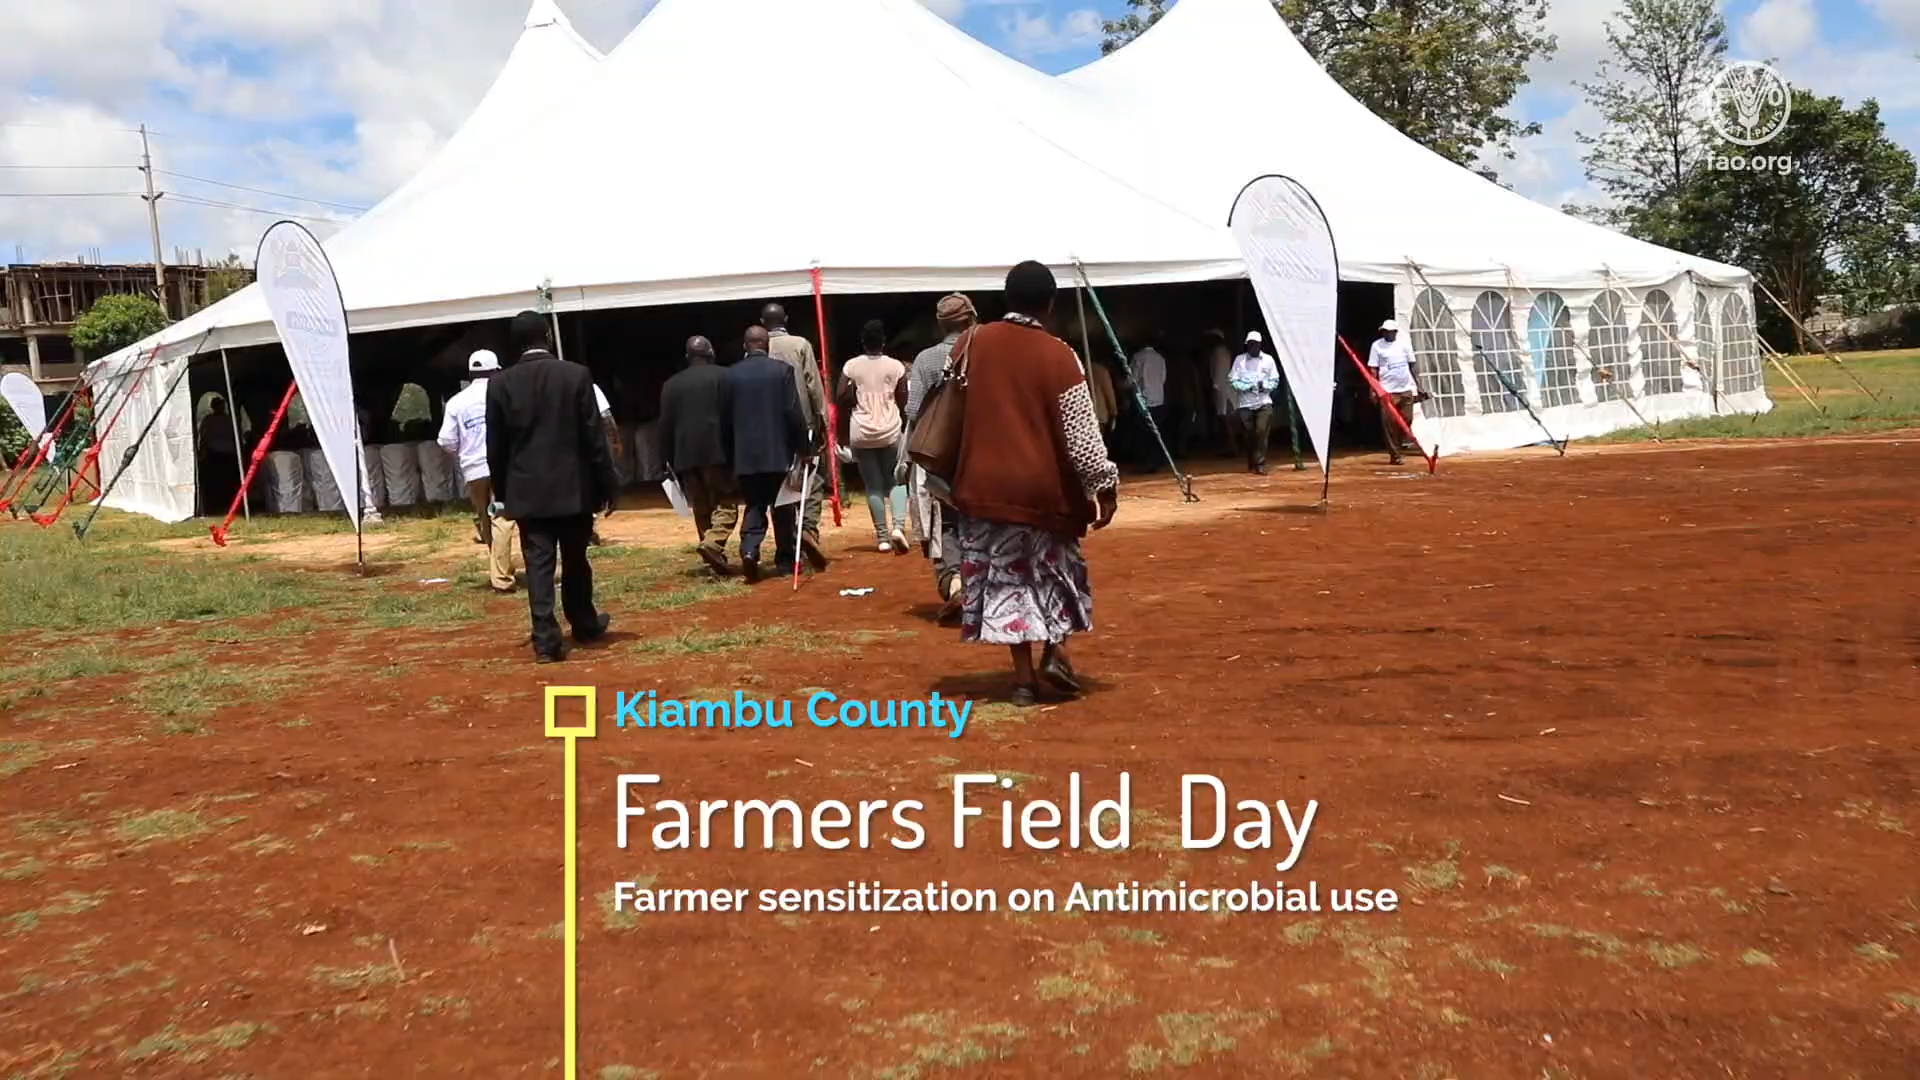 fao.org
Kiambu County
Farmers Field Day
Farmer sensitization on Antimicrobial use